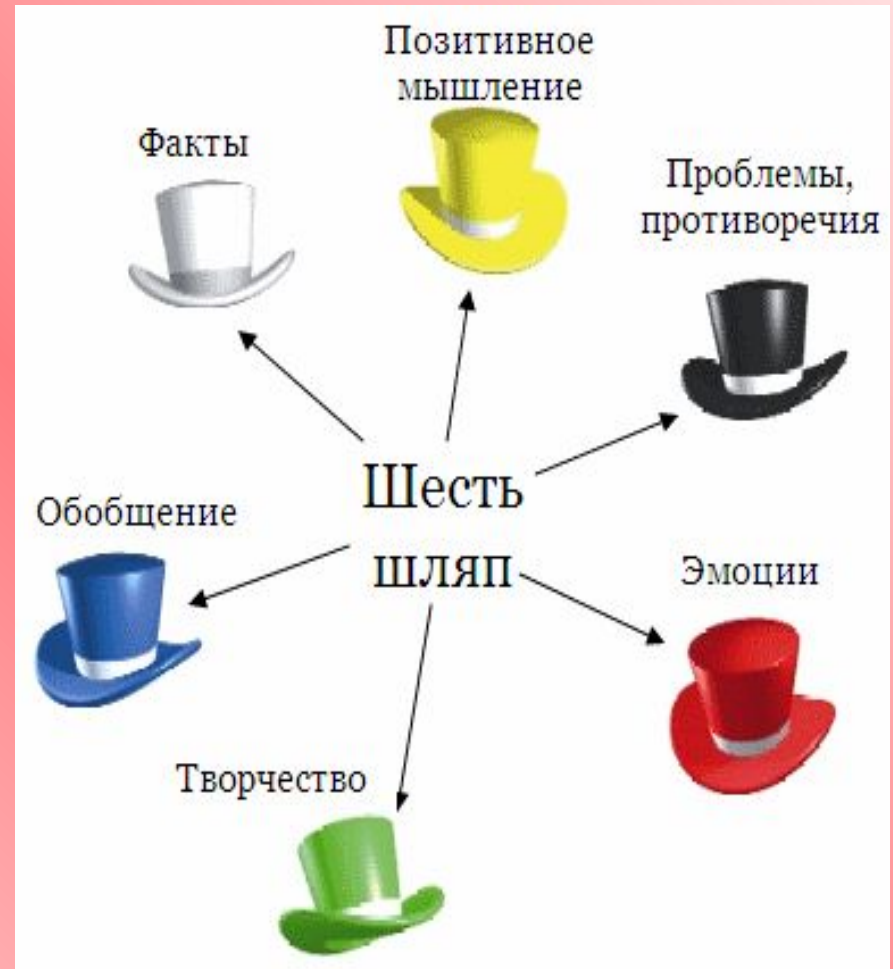 Позитивное
мышление
Факты
Проблемы,
противоречия
Шесть
шляп
Обобщение
Эмоции
Творчество